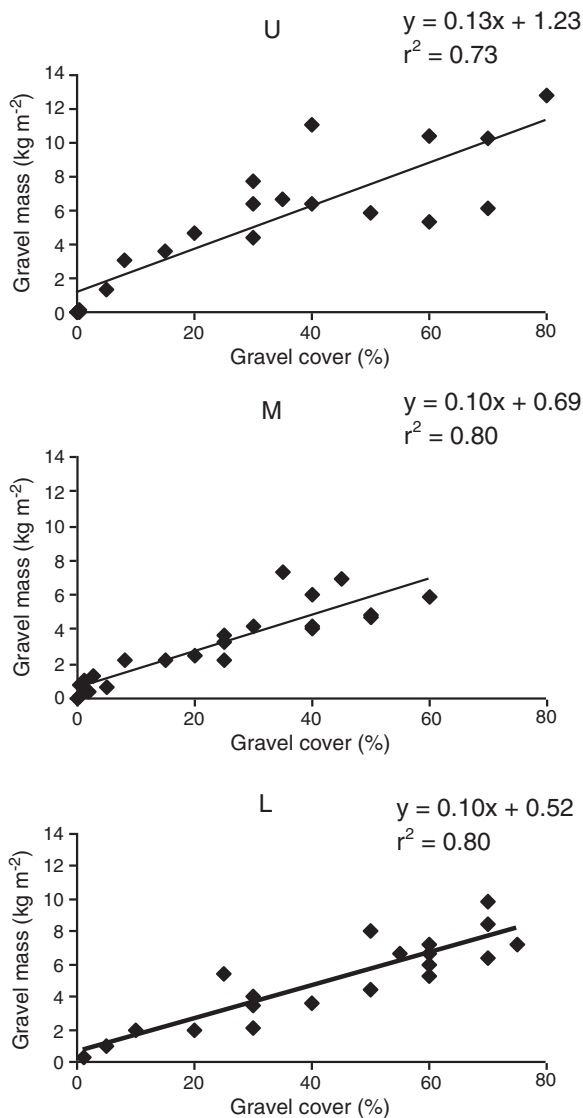 U
y = 0.13x + 1.23
r² = 0.73
Gravel mass (kg m⁻²)
14
12
10
8
6
4
2
0
0 20 40 60 80
Gravel cover (%)
M
y = 0.10x + 0.69
r² = 0.80
Gravel mass (kg m⁻²)
14
12
10
8
6
4
2
0
0 20 40 60 80
Gravel cover (%)
L
y = 0.10x + 0.52
r² = 0.80
Gravel mass (kg m⁻²)
14
12
10
8
6
4
2
0
0 20 40 60 80
Gravel cover (%)